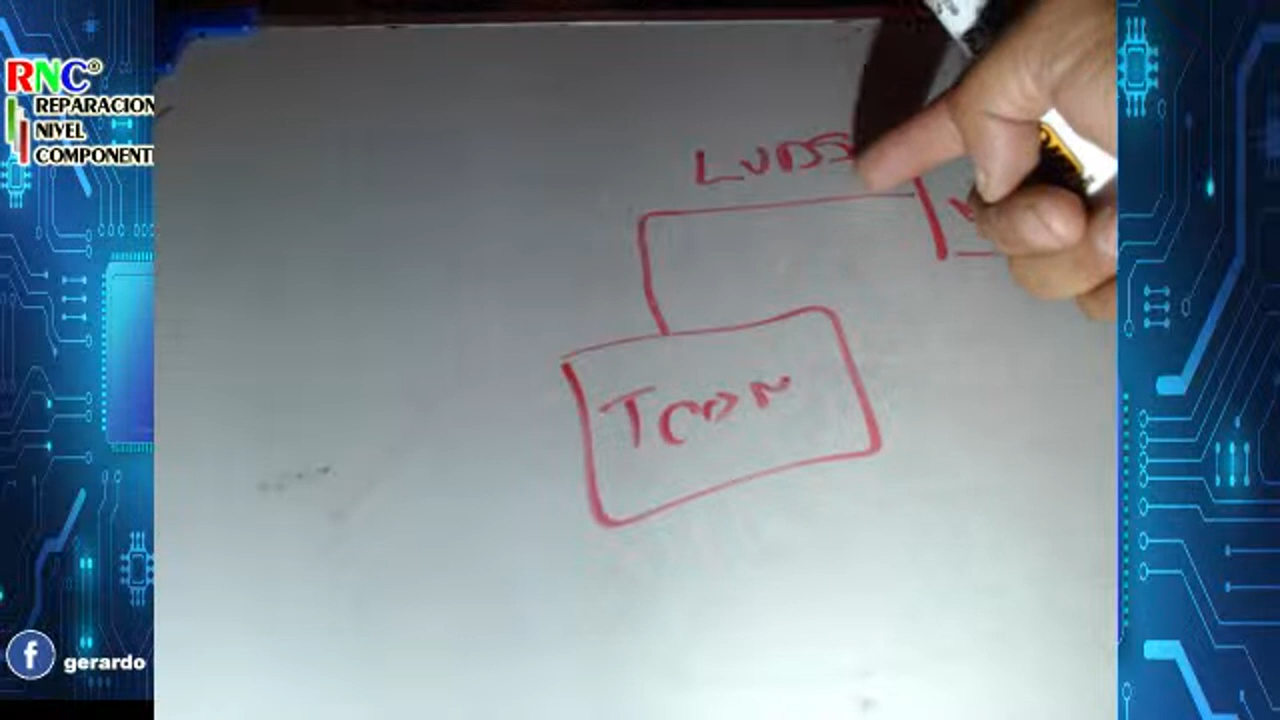 RNC®
REPARACION
NIVEL
COMPONENT
LVDS
Tcon
gerardo